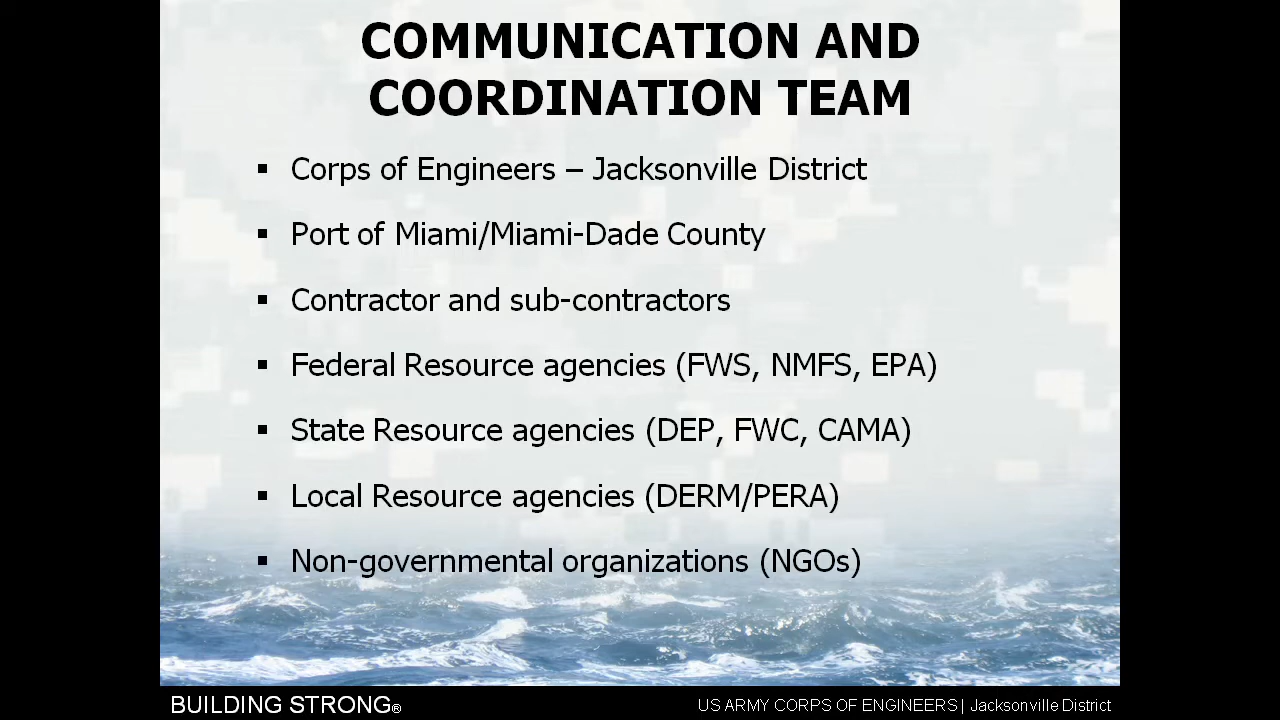 COMMUNICATION AND
COORDINATION TEAM
▪ Corps of Engineers – Jacksonville District
▪ Port of Miami/Miami-Dade County
▪ Contractor and sub-contractors
▪ Federal Resource agencies (FWS, NMFS, EPA)
▪ State Resource agencies (DEP, FWC, CAMA)
▪ Local Resource agencies (DERM/PERA)
▪ Non-governmental organizations (NGOs)
BUILDING STRONG®
US ARMY CORPS OF ENGINEERS | Jacksonville District